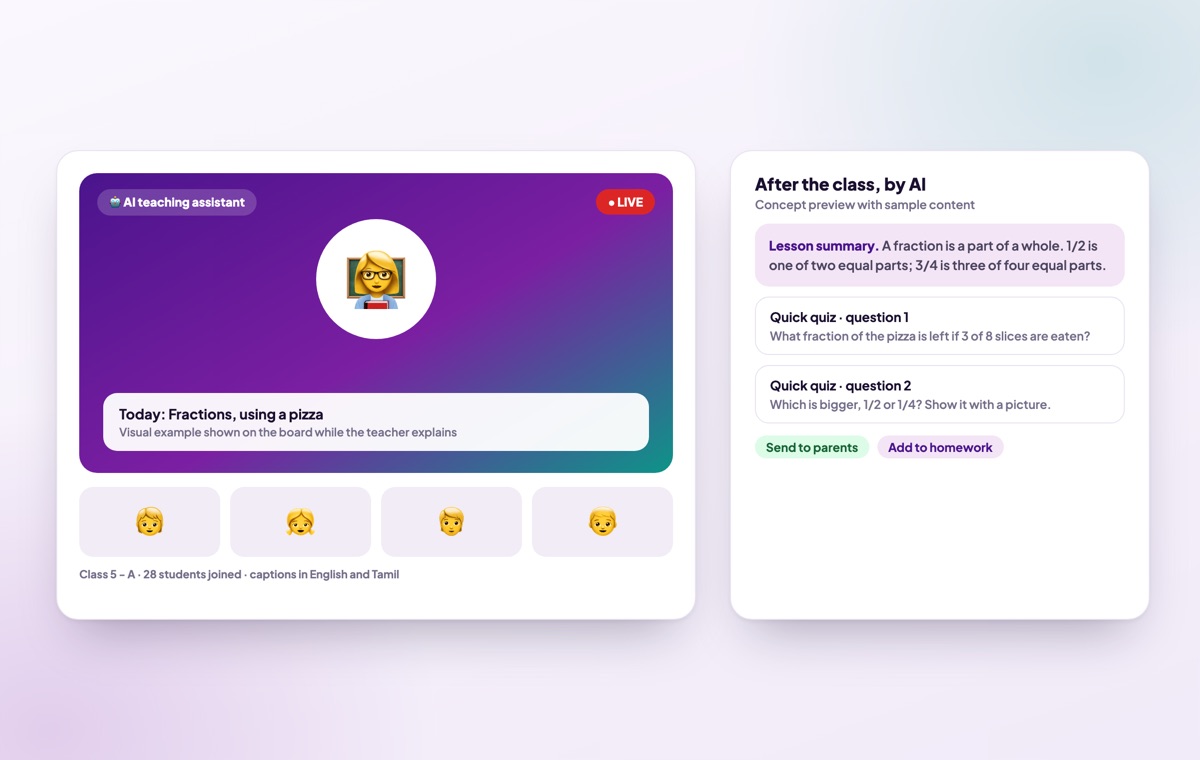 AI teaching assistant
● LIVE
Today: Fractions, using a pizza
Visual example shown on the board while the teacher explains
Class 5 – A · 28 students joined · captions in English and Tamil
After the class, by AI
Concept preview with sample content
Lesson summary. A fraction is a part of a whole. 1/2 is
one of two equal parts; 3/4 is three of four equal parts.
Quick quiz · question 1
What fraction of the pizza is left if 3 of 8 slices are eaten?
Quick quiz · question 2
Which is bigger, 1/2 or 1/4? Show it with a picture.
Send to parents
Add to homework